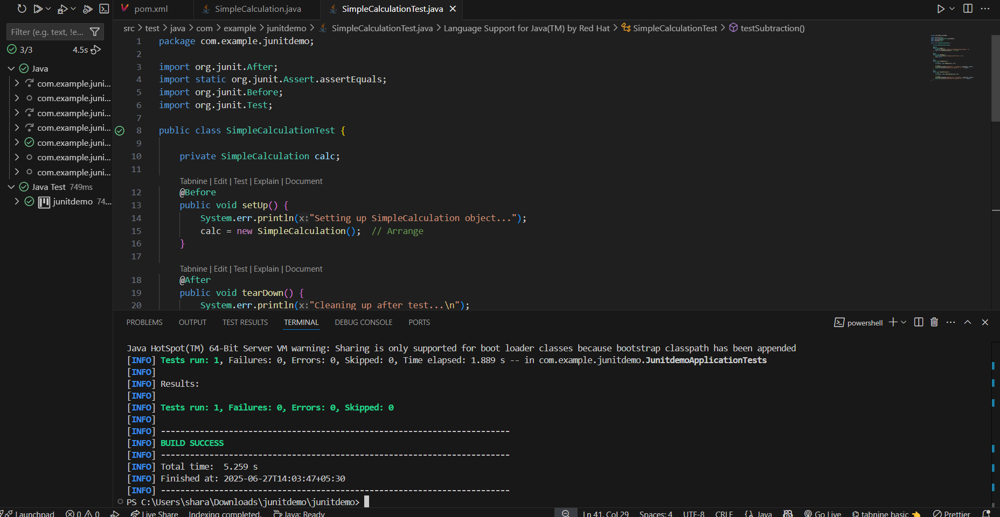 pom.xml
SimpleCalculation.java
SimpleCalculationTest.java
Filter (e.g. text, !e...
3/3 4.5s
Java
com.example.juni...
com.example.juni...
com.example.juni...
com.example.juni...
com.example.juni...
com.example.juni...
com.example.juni...
Java Test 749ms
junitdemo 74...
src > test > java > com > example > junitdemo > SimpleCalculationTest.java > Language Support for Java(TM) by Red Hat > SimpleCalculationTest > testSubtraction()
1 package com.example.junitdemo;
2
3 import org.junit.After;
4 import static org.junit.Assert.assertEquals;
5 import org.junit.Before;
6 import org.junit.Test;
7
8 public class SimpleCalculationTest {
9
10 private SimpleCalculation calc;
11
Tabnine | Edit | Test | Explain | Document
12 @Before
13 public void setUp() {
14 System.err.println(x:"Setting up SimpleCalculation object...");
15 calc = new SimpleCalculation(); // Arrange
16 }
17
Tabnine | Edit | Test | Explain | Document
18 @After
19 public void tearDown() {
20 System.err.println(x:"Cleaning up after test...\n");
PROBLEMS OUTPUT TEST RESULTS TERMINAL DEBUG CONSOLE PORTS
powershell
Java HotSpot(TM) 64-Bit Server VM warning: Sharing is only supported for boot loader classes because bootstrap classpath has been appended
[INFO] Tests run: 1, Failures: 0, Errors: 0, Skipped: 0, Time elapsed: 1.889 s -- in com.example.junitdemo.JunitdemoApplicationTests
[INFO]
[INFO] Results:
[INFO]
[INFO] Tests run: 1, Failures: 0, Errors: 0, Skipped: 0
[INFO]
[INFO] ------------------------------------------------------------------------
[INFO] BUILD SUCCESS
[INFO] ------------------------------------------------------------------------
[INFO] Total time:  5.259 s
[INFO] Finished at: 2025-06-27T14:03:47+05:30
[INFO] ------------------------------------------------------------------------
PS C:\Users\shara\Downloads\junitdemo\junitdemo>
Launchpad 0 0 Live Share Indexing completed. Java: Ready Ln 41, Col 29 Spaces: 4 UTF-8 CRLF {} Java Go Live tabnine basic Prettier